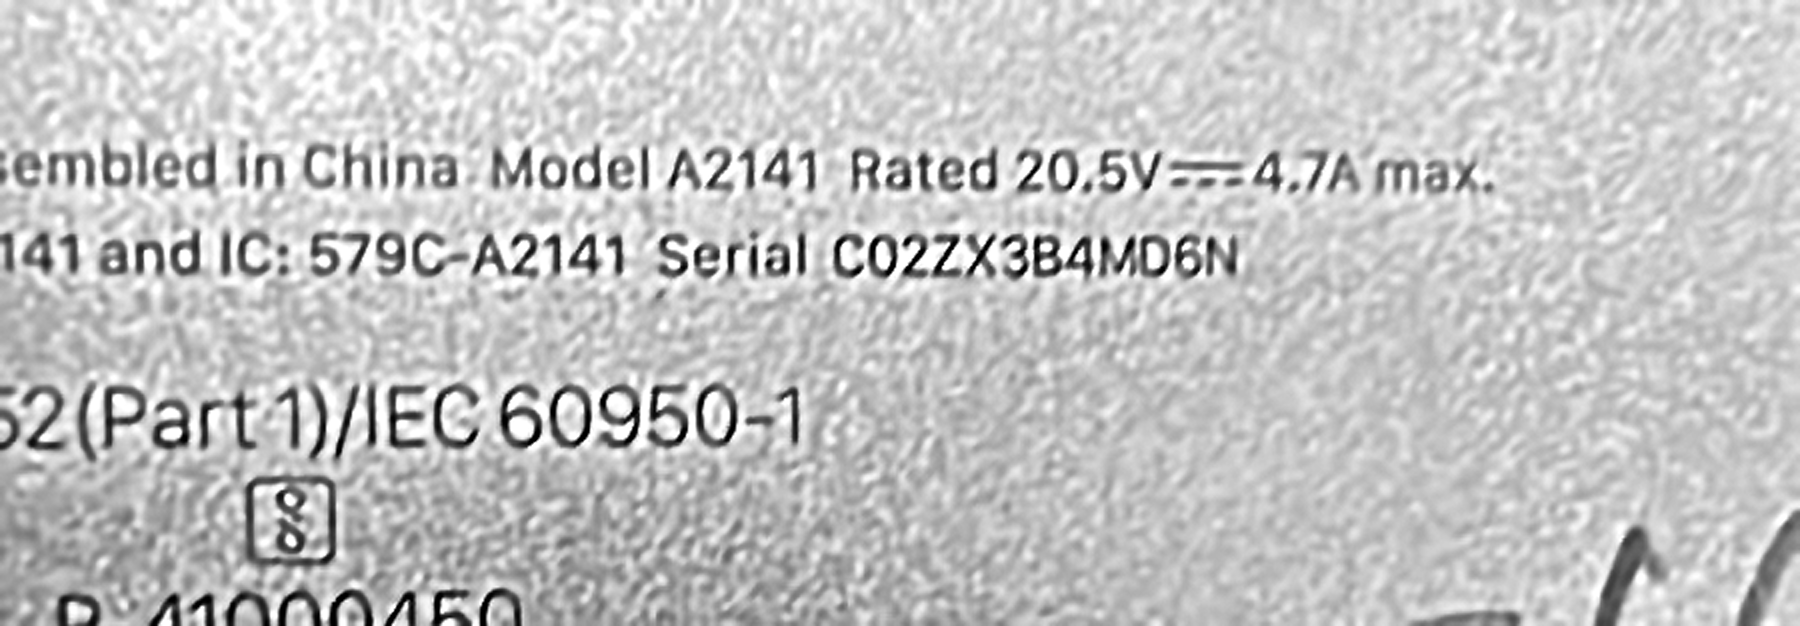 sembled in China Model A2141 Rated 20.5V⎓4.7A max.
141 and IC: 579C-A2141 Serial C02ZX3B4MD6N
52(Part 1)/IEC 60950-1
R 41000450